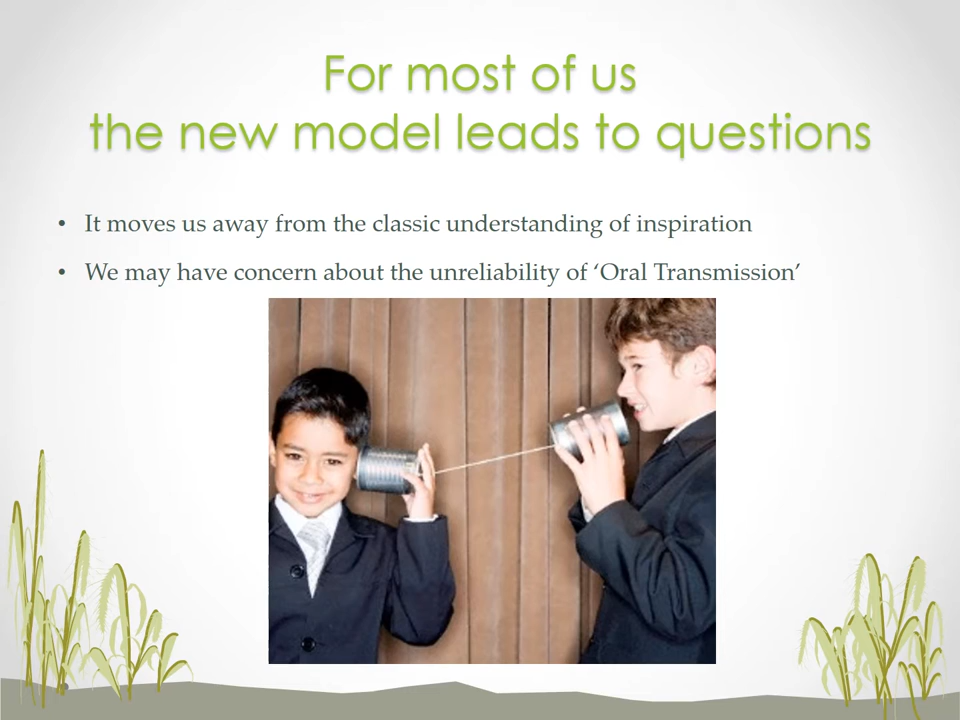 For most of us
the new model leads to questions
• It moves us away from the classic understanding of inspiration
• We may have concern about the unreliability of ‘Oral Transmission’